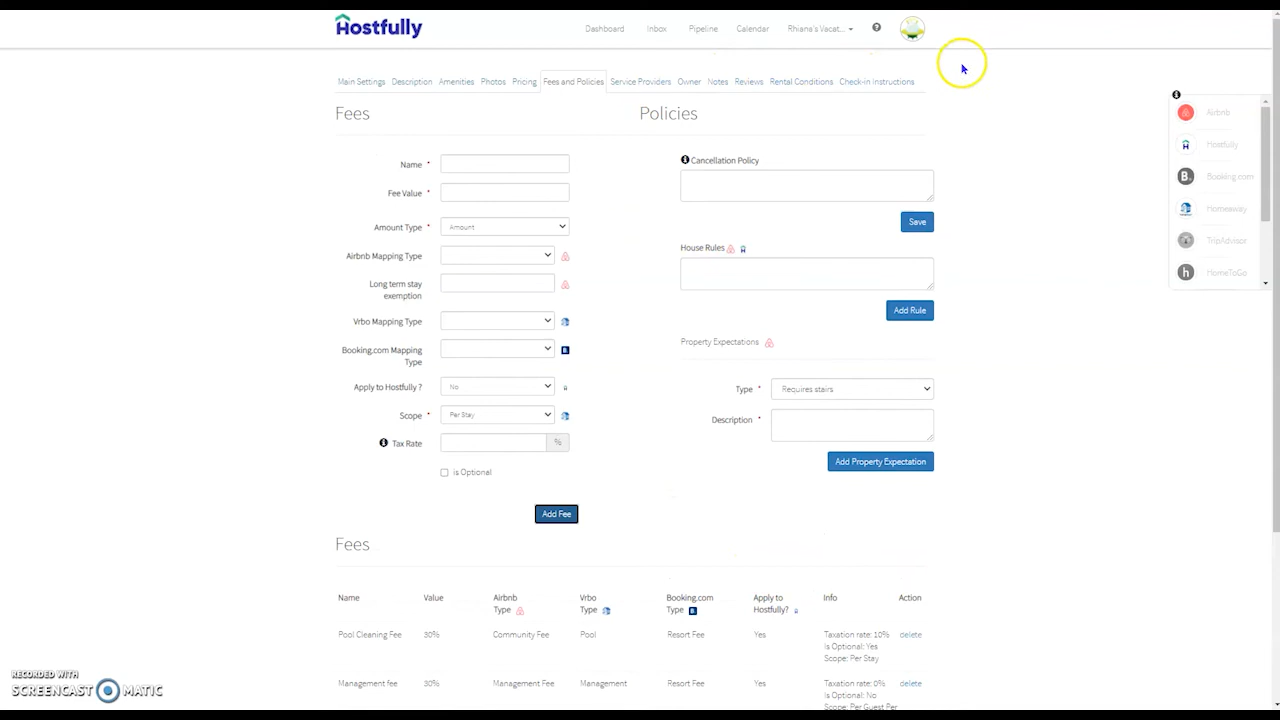 Hostfully
Dashboard Inbox Pipeline Calendar Rhiana's Vacat...
Main Settings Description Amenities Photos Pricing Fees and Policies Service Providers Owner Notes Reviews Rental Conditions Check-in Instructions
Fees
Name *
Fee Value *
Amount Type * Amount
Airbnb Mapping Type
Long term stay
exemption
Vrbo Mapping Type
Booking.com Mapping
Type
Apply to Hostfully ? No
Scope * Per Stay
Tax Rate %
is Optional
Add Fee
Policies
Cancellation Policy
Save
House Rules
Add Rule
Property Expectations
Type * Requires stairs
Description *
Add Property Expectation
Airbnb
Hostfully
B. Booking.com
Homeaway
TripAdvisor
h HomeToGo
Fees
Name Value Airbnb Type Vrbo Type Booking.com Type Apply to Hostfully? Info Action
Pool Cleaning Fee 30% Community Fee Pool Resort Fee Yes Taxation rate: 10% delete
Is Optional: Yes
Scope: Per Stay
Management fee 30% Management Fee Management Resort Fee Yes Taxation rate: 0% delete
Is Optional: No
Scope: Per Guest Per
RECORDED WITH
SCREENCAST MATIC